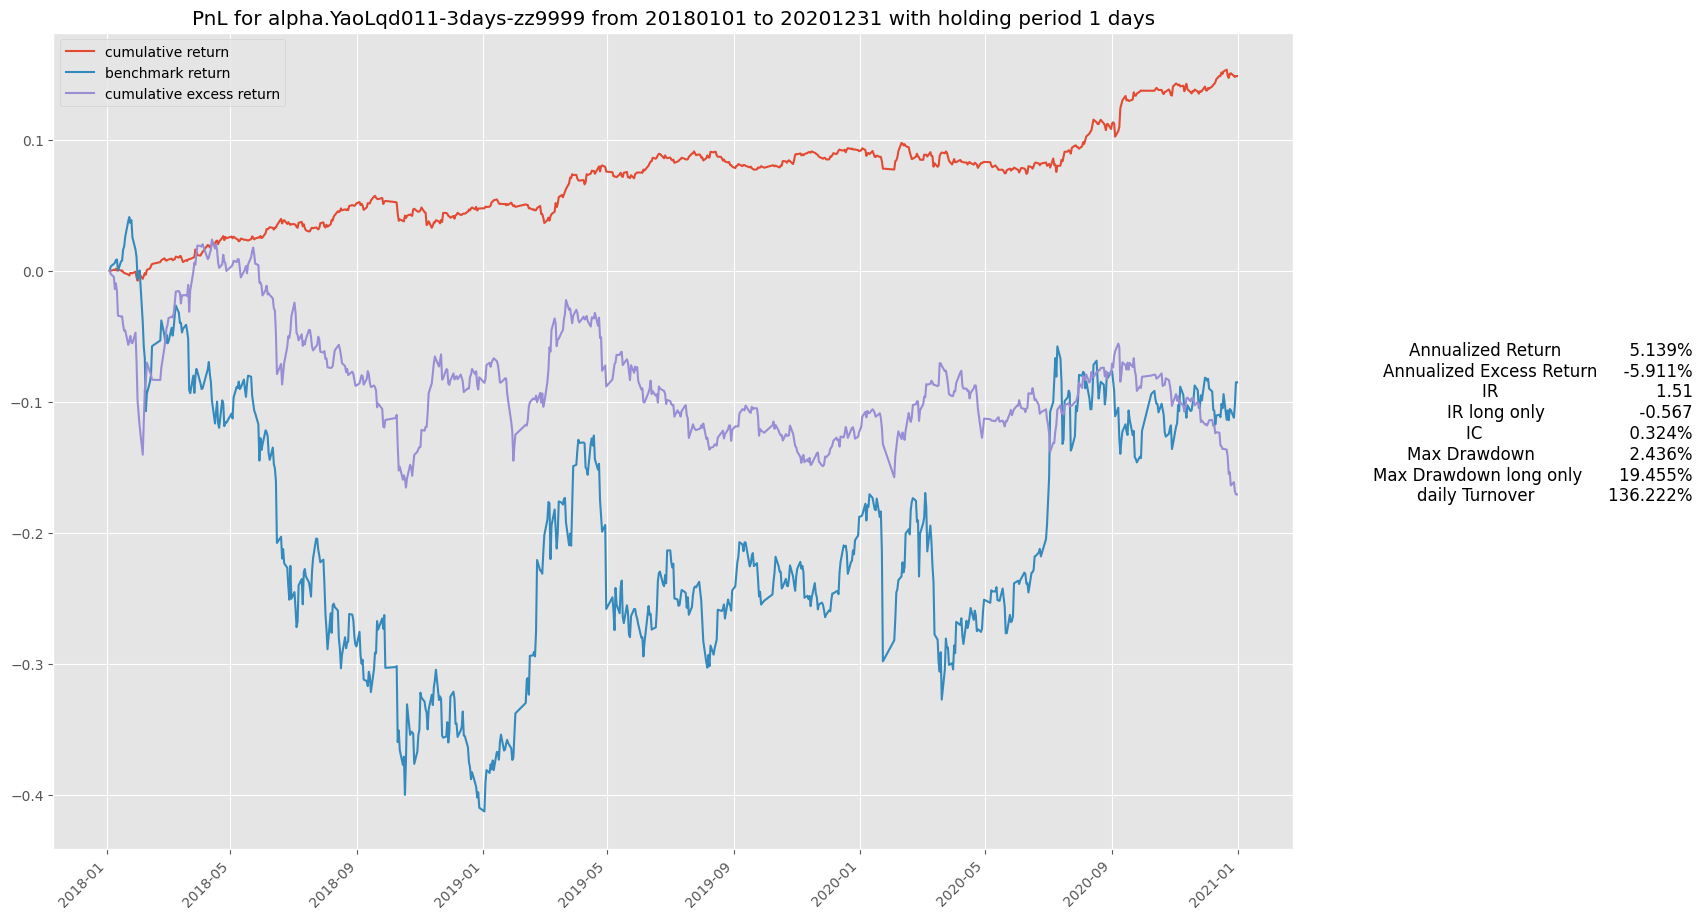 PnL for alpha.YaoLqd011-3days-zz9999 from 20180101 to 20201231 with holding period 1 days
cumulative return
benchmark return
cumulative excess return
0.1
0.0
−0.1
−0.2
−0.3
−0.4
2018-01
2018-05
2018-09
2019-01
2019-05
2019-09
2020-01
2020-05
2020-09
2021-01
Annualized Return 5.139%
Annualized Excess Return -5.911%
IR 1.51
IR long only -0.567
IC 0.324%
Max Drawdown 2.436%
Max Drawdown long only 19.455%
daily Turnover 136.222%